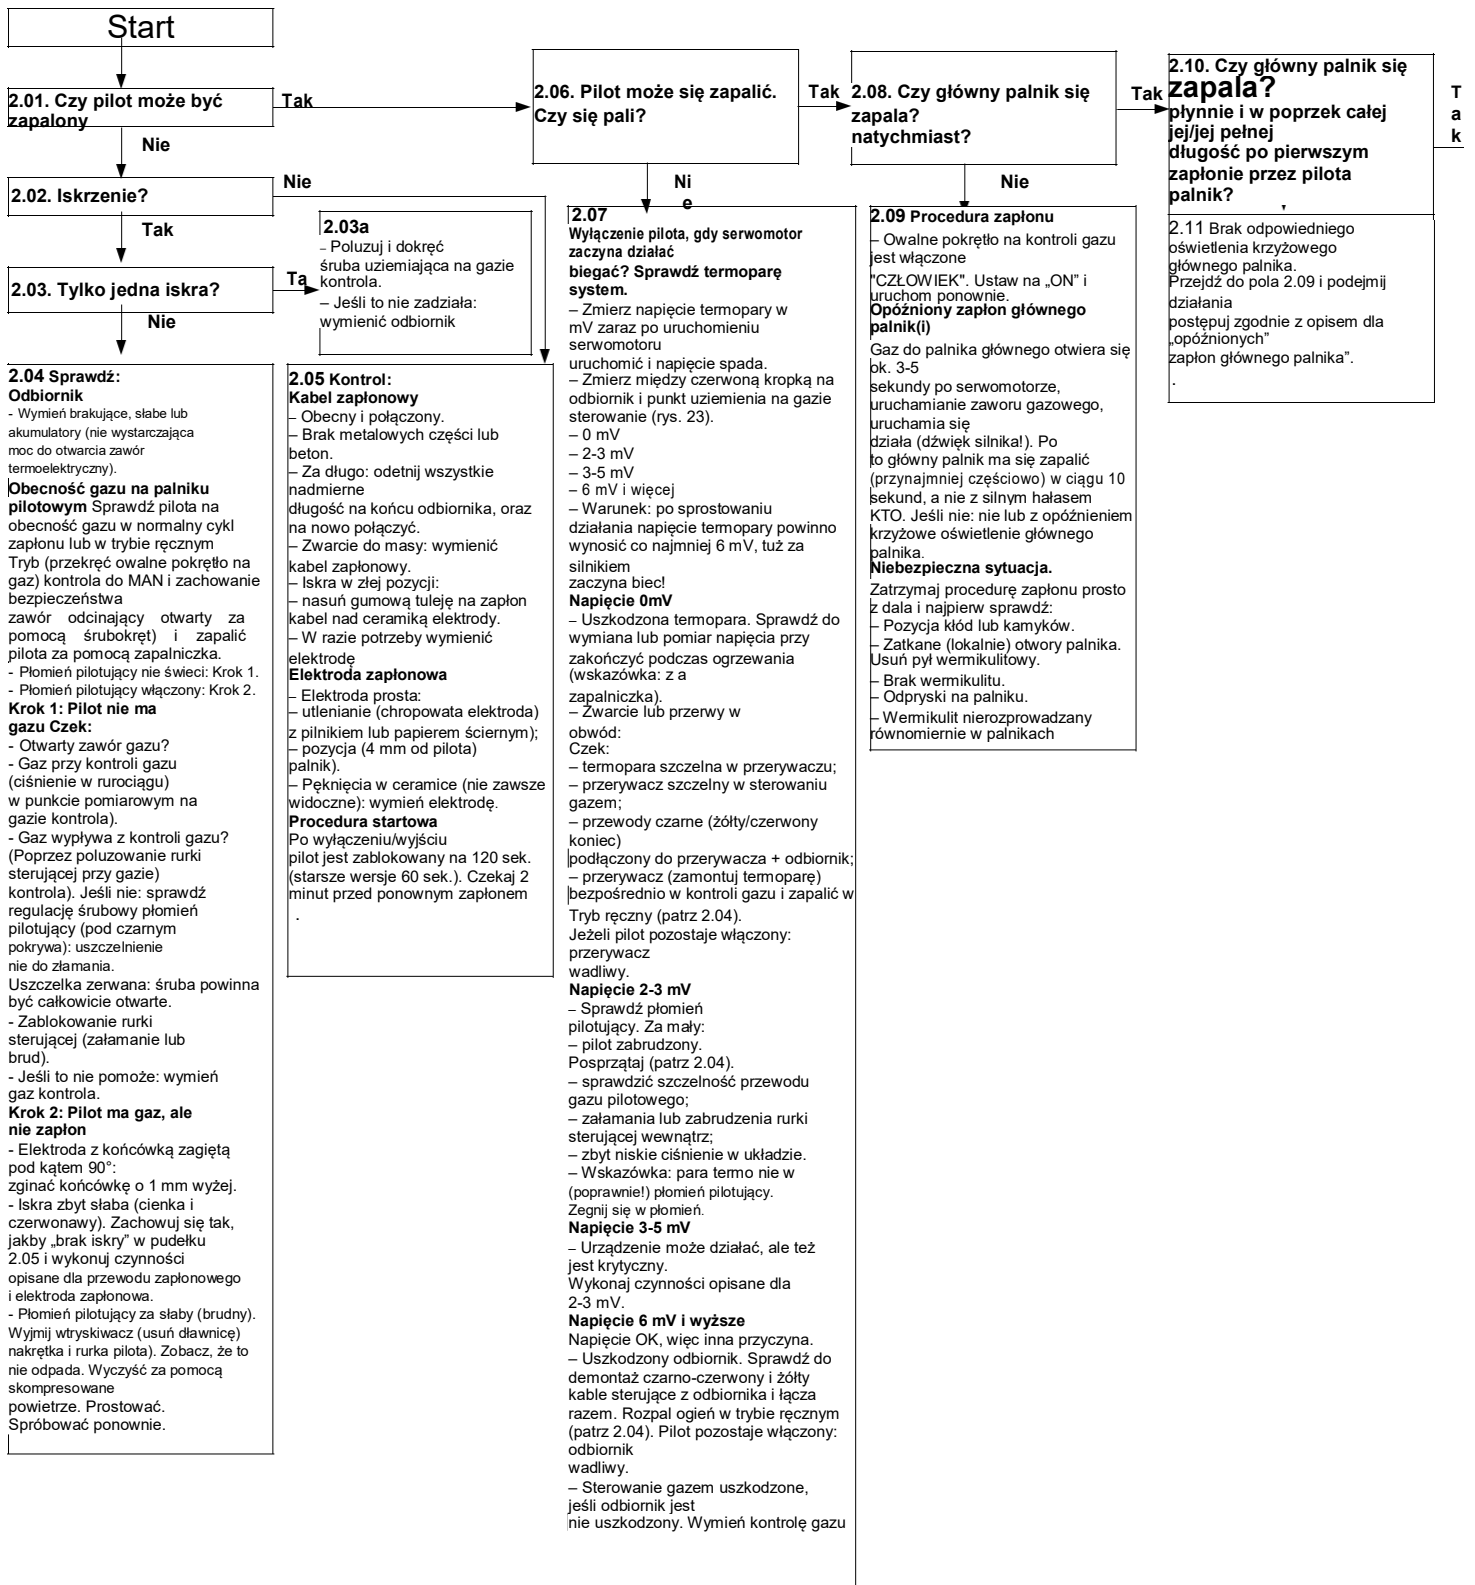 Start
2.01. Czy pilot może być
zapalony
Tak
Nie
2.02. Iskrzenie?
Nie
Tak
2.03. Tylko jedna iskra?
Ta
Nie
2.03a
– Poluzuj i dokręć
śruba uziemiająca na gazie
kontrola.
– Jeśli to nie zadziała:
wymienić odbiornik
2.04 Sprawdź:
Odbiornik
- Wymień brakujące, słabe lub
akumulatory (nie wystarczająca
moc do otwarcia zawór
termoelektryczny).
Obecność gazu na palniku
pilotowym Sprawdź pilota na
obecność gazu w normalny cykl
zapłonu lub w trybie ręcznym
Tryb (przekręć owalne pokrętło na
gaz) kontrola do MAN i zachowanie
bezpieczeństwa
zawór odcinający otwarty za
pomocą śrubokręt) i zapalić
pilota za pomocą zapalniczka.
- Płomień pilotujący nie świeci: Krok 1.
- Płomień pilotujący włączony: Krok 2.
Krok 1: Pilot nie ma
gazu Czek:
- Otwarty zawór gazu?
- Gaz przy kontroli gazu
(ciśnienie w rurociągu)
w punkcie pomiarowym na
gazie kontrola).
- Gaz wypływa z kontroli gazu?
(Poprzez poluzowanie rurki
sterującej przy gazie)
kontrola). Jeśli nie: sprawdź
regulację śrubowy płomień
pilotujący (pod czarnym
pokrywa): uszczelnienie
nie do złamania.
Uszczelka zerwana: śruba powinna
być całkowicie otwarte.
- Zablokowanie rurki
sterującej (załamanie lub
brud).
- Jeśli to nie pomoże: wymień
gaz kontrola.
Krok 2: Pilot ma gaz, ale
nie zapłon
- Elektroda z końcówką zagiętą
pod kątem 90°:
zginać końcówkę o 1 mm wyżej.
- Iskra zbyt słaba (cienka i
czerwonawy). Zachowuj się tak,
jakby „brak iskry” w pudełku
2.05 i wykonuj czynności
opisane dla przewodu zapłonowego
i elektroda zapłonowa.
- Płomień pilotujący za słaby (brudny).
Wyjmij wtryskiwacz (usuń dławnicę)
nakrętka i rurka pilota). Zobacz, że to
nie odpada. Wyczyść za pomocą
skompresowane
powietrze. Prostować.
Spróbować ponownie.
2.05 Kontrol:
Kabel zapłonowy
– Obecny i połączony.
– Brak metalowych części lub
beton.
– Za długo: odetnij wszystkie
nadmierne
długość na końcu odbiornika, oraz
na nowo połączyć.
– Zwarcie do masy: wymienić
kabel zapłonowy.
– Iskra w złej pozycji:
– nasuń gumową tuleję na zapłon
kabel nad ceramiką elektrody.
– W razie potrzeby wymienić
elektrodę
Elektroda zapłonowa
– Elektroda prosta:
– utlenianie (chropowata elektroda)
z pilnikiem lub papierem ściernym);
– pozycja (4 mm od pilota)
palnik).
– Pęknięcia w ceramice (nie zawsze
widoczne): wymień elektrodę.
Procedura startowa
Po wyłączeniu/wyjściu
pilot jest zablokowany na 120 sek.
(starsze wersje 60 sek.). Czekaj 2
minut przed ponownym zapłonem
.
2.06. Pilot może się zapalić.
Czy się pali?
Tak
Ni
e
2.07
Wyłączenie pilota, gdy serwomotor
zaczyna działać
biegać? Sprawdź termoparę
system.
– Zmierz napięcie termopary w
mV zaraz po uruchomieniu
serwomotoru
uruchomić i napięcie spada.
– Zmierz między czerwoną kropką na
odbiornik i punkt uziemienia na gazie
sterowanie (rys. 23).
– 0 mV
– 2-3 mV
– 3-5 mV
– 6 mV i więcej
– Warunek: po sprostowaniu
działania napięcie termopary powinno
wynosić co najmniej 6 mV, tuż za
silnikiem
zaczyna biec!
Napięcie 0mV
– Uszkodzona termopara. Sprawdź do
wymiana lub pomiar napięcia przy
zakończyć podczas ogrzewania
(wskazówka: z a
zapalniczka).
– Zwarcie lub przerwy w
obwód:
Czek:
– termopara szczelna w przerywaczu;
– przerywacz szczelny w sterowaniu
gazem;
– przewody czarne (żółty/czerwony
koniec)
podłączony do przerywacza + odbiornik;
– przerywacz (zamontuj termoparę)
bezpośrednio w kontroli gazu i zapalić w
Tryb ręczny (patrz 2.04).
Jeżeli pilot pozostaje włączony:
przerywacz
wadliwy.
Napięcie 2-3 mV
– Sprawdź płomień
pilotujący. Za mały:
– pilot zabrudzony.
Posprzątaj (patrz 2.04).
– sprawdzić szczelność przewodu
gazu pilotowego;
– załamania lub zabrudzenia rurki
sterującej wewnątrz;
– zbyt niskie ciśnienie w układzie.
– Wskazówka: para termo nie w
(poprawnie!) płomień pilotujący.
Zegnij się w płomień.
Napięcie 3-5 mV
– Urządzenie może działać, ale też
jest krytyczny.
Wykonaj czynności opisane dla
2-3 mV.
Napięcie 6 mV i wyższe
Napięcie OK, więc inna przyczyna.
– Uszkodzony odbiornik. Sprawdź do
demontaż czarno-czerwony i żółty
kable sterujące z odbiornika i łącza
razem. Rozpal ogień w trybie ręcznym
(patrz 2.04). Pilot pozostaje włączony:
odbiornik
wadliwy.
– Sterowanie gazem uszkodzone,
jeśli odbiornik jest
nie uszkodzony. Wymień kontrolę gazu
2.08. Czy główny palnik się
zapala?
natychmiast?
Tak
Nie
2.09 Procedura zapłonu
– Owalne pokrętło na kontroli gazu
jest włączone
"CZŁOWIEK". Ustaw na „ON” i
uruchom ponownie.
Opóźniony zapłon głównego
palnik(i)
Gaz do palnika głównego otwiera się
ok. 3-5
sekundy po serwomotorze,
uruchamianie zaworu gazowego,
uruchamia się
działa (dźwięk silnika!). Po
to główny palnik ma się zapalić
(przynajmniej częściowo) w ciągu 10
sekund, a nie z silnym hałasem
KTO. Jeśli nie: nie lub z opóźnieniem
krzyżowe oświetlenie głównego
palnika.
Niebezpieczna sytuacja.
Zatrzymaj procedurę zapłonu prosto
z dala i najpierw sprawdź:
– Pozycja kłód lub kamyków.
– Zatkane (lokalnie) otwory palnika.
Usuń pył wermikulitowy.
– Brak wermikulitu.
– Odpryski na palniku.
– Wermikulit nierozprowadzany
równomiernie w palnikach
2.10. Czy główny palnik się
zapala?
płynnie i w poprzek całej
jej/jej pełnej
długość po pierwszym
zapłonie przez pilota
palnik?
T
a
k
2.11 Brak odpowiedniego
oświetlenia krzyżowego
głównego palnika.
Przejdź do pola 2.09 i podejmij
działania
postępuj zgodnie z opisem dla
„opóźnionych”
zapłon głównego palnika”.
.